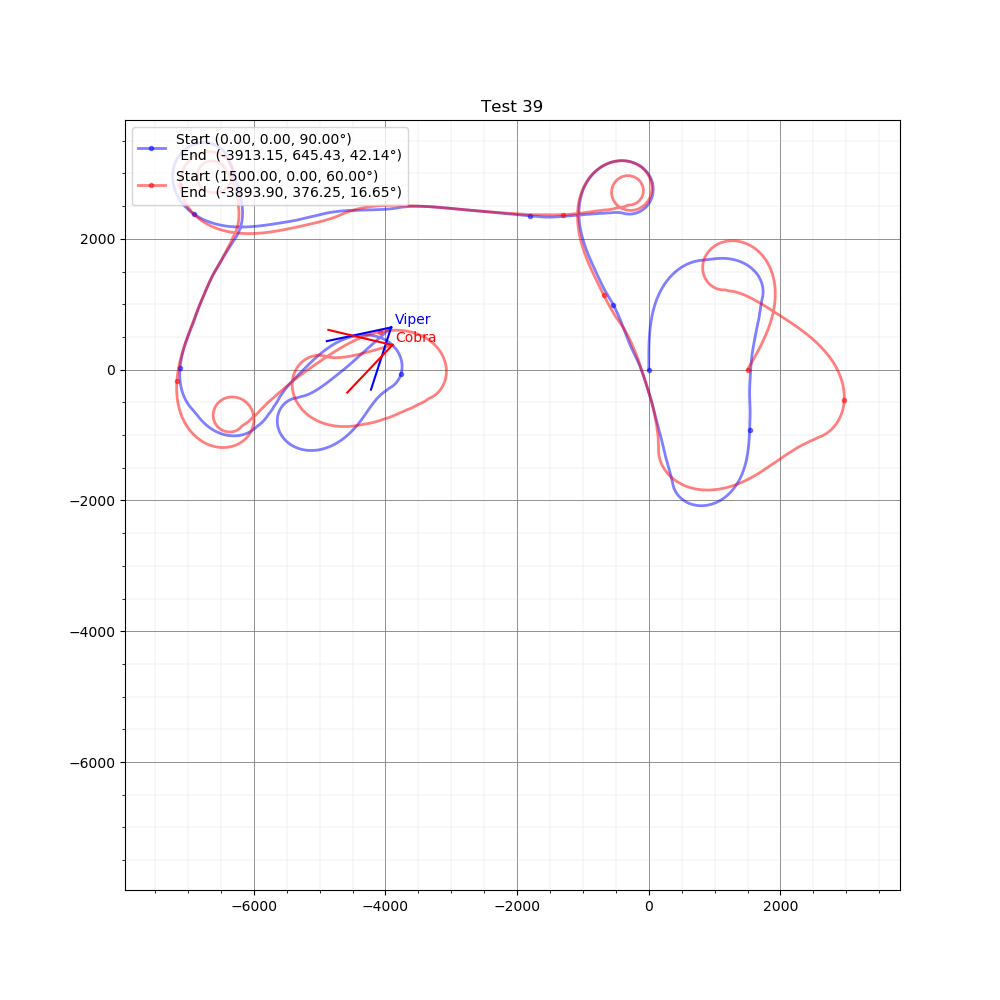 Test 39
Start (0.00, 0.00, 90.00°)
End  (-3913.15, 645.43, 42.14°)
Start (1500.00, 0.00, 60.00°)
End  (-3893.90, 376.25, 16.65°)
2000
Viper
Cobra
0
−2000
−4000
−6000
−6000 −4000 −2000 0 2000